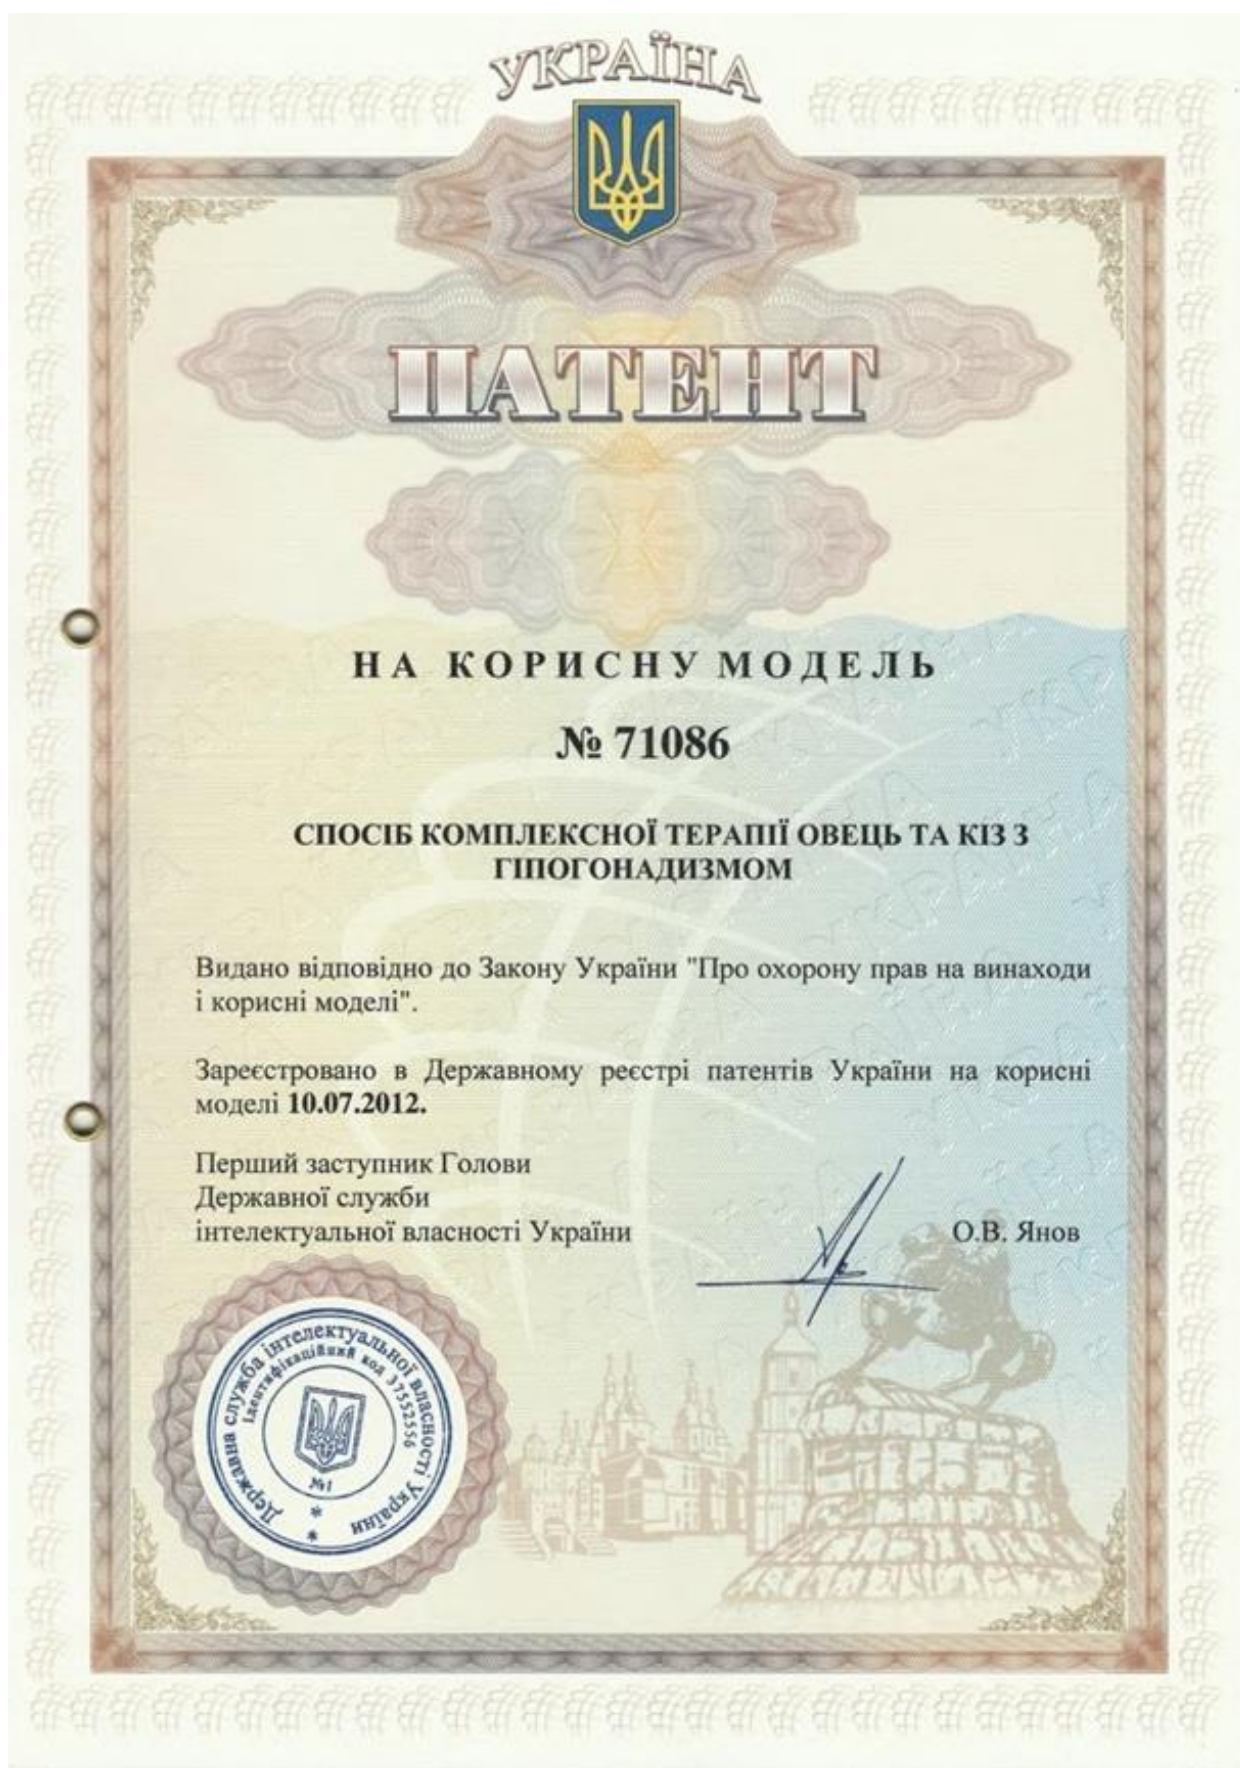 УКРАЇНА
ПАТЕНТ
НА КОРИСНУ МОДЕЛЬ
№ 71086
СПОСІБ КОМПЛЕКСНОЇ ТЕРАПІЇ ОВЕЦЬ ТА КІЗ З
ГІПОГОНАДИЗМОМ
Видано відповідно до Закону України "Про охорону прав на винаходи
і корисні моделі".
Зареєстровано в Державному реєстрі патентів України на корисні
моделі 10.07.2012.
Перший заступник Голови
Державної служби
інтелектуальної власності України
О.В. Янов
Державна служба інтелектуальної власності України
Ідентифікаційний код 37552556
№1